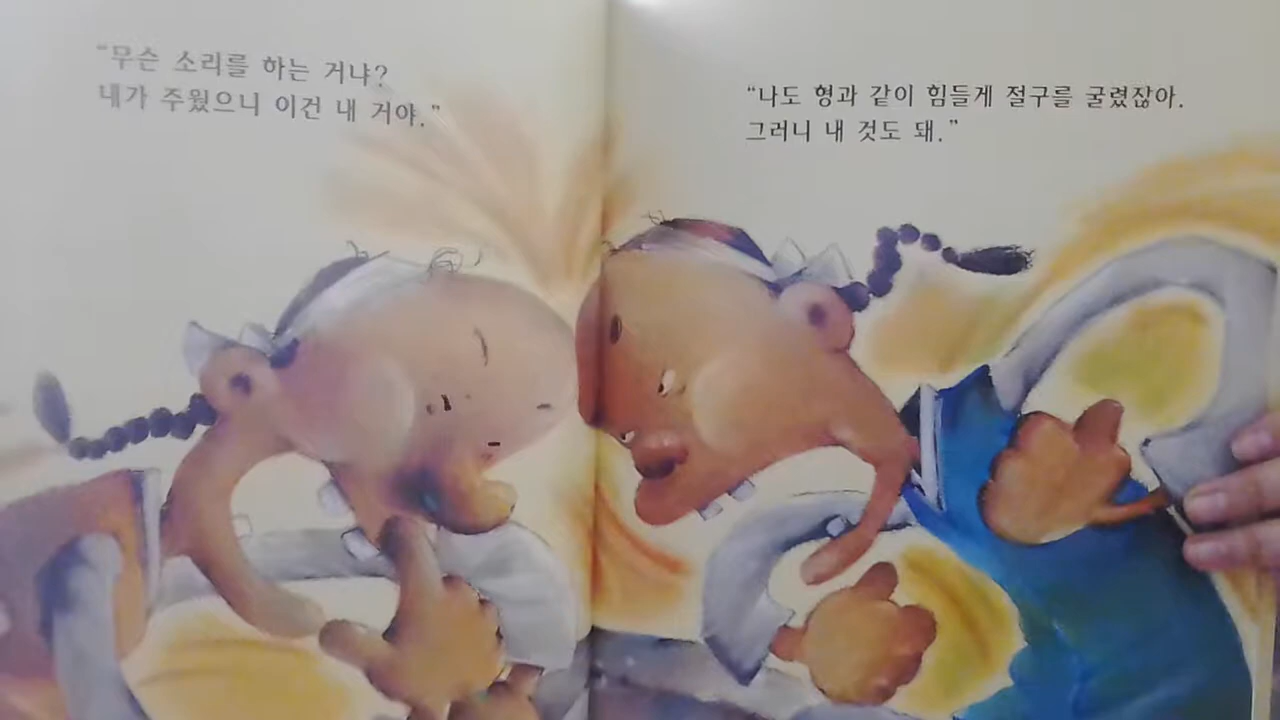 “무슨 소리를 하는 거냐?
내가 주웠으니 이건 내 거야.”
“나도 형과 같이 힘들게 절구를 굴렸잖아.
그러니 내 것도 돼.”